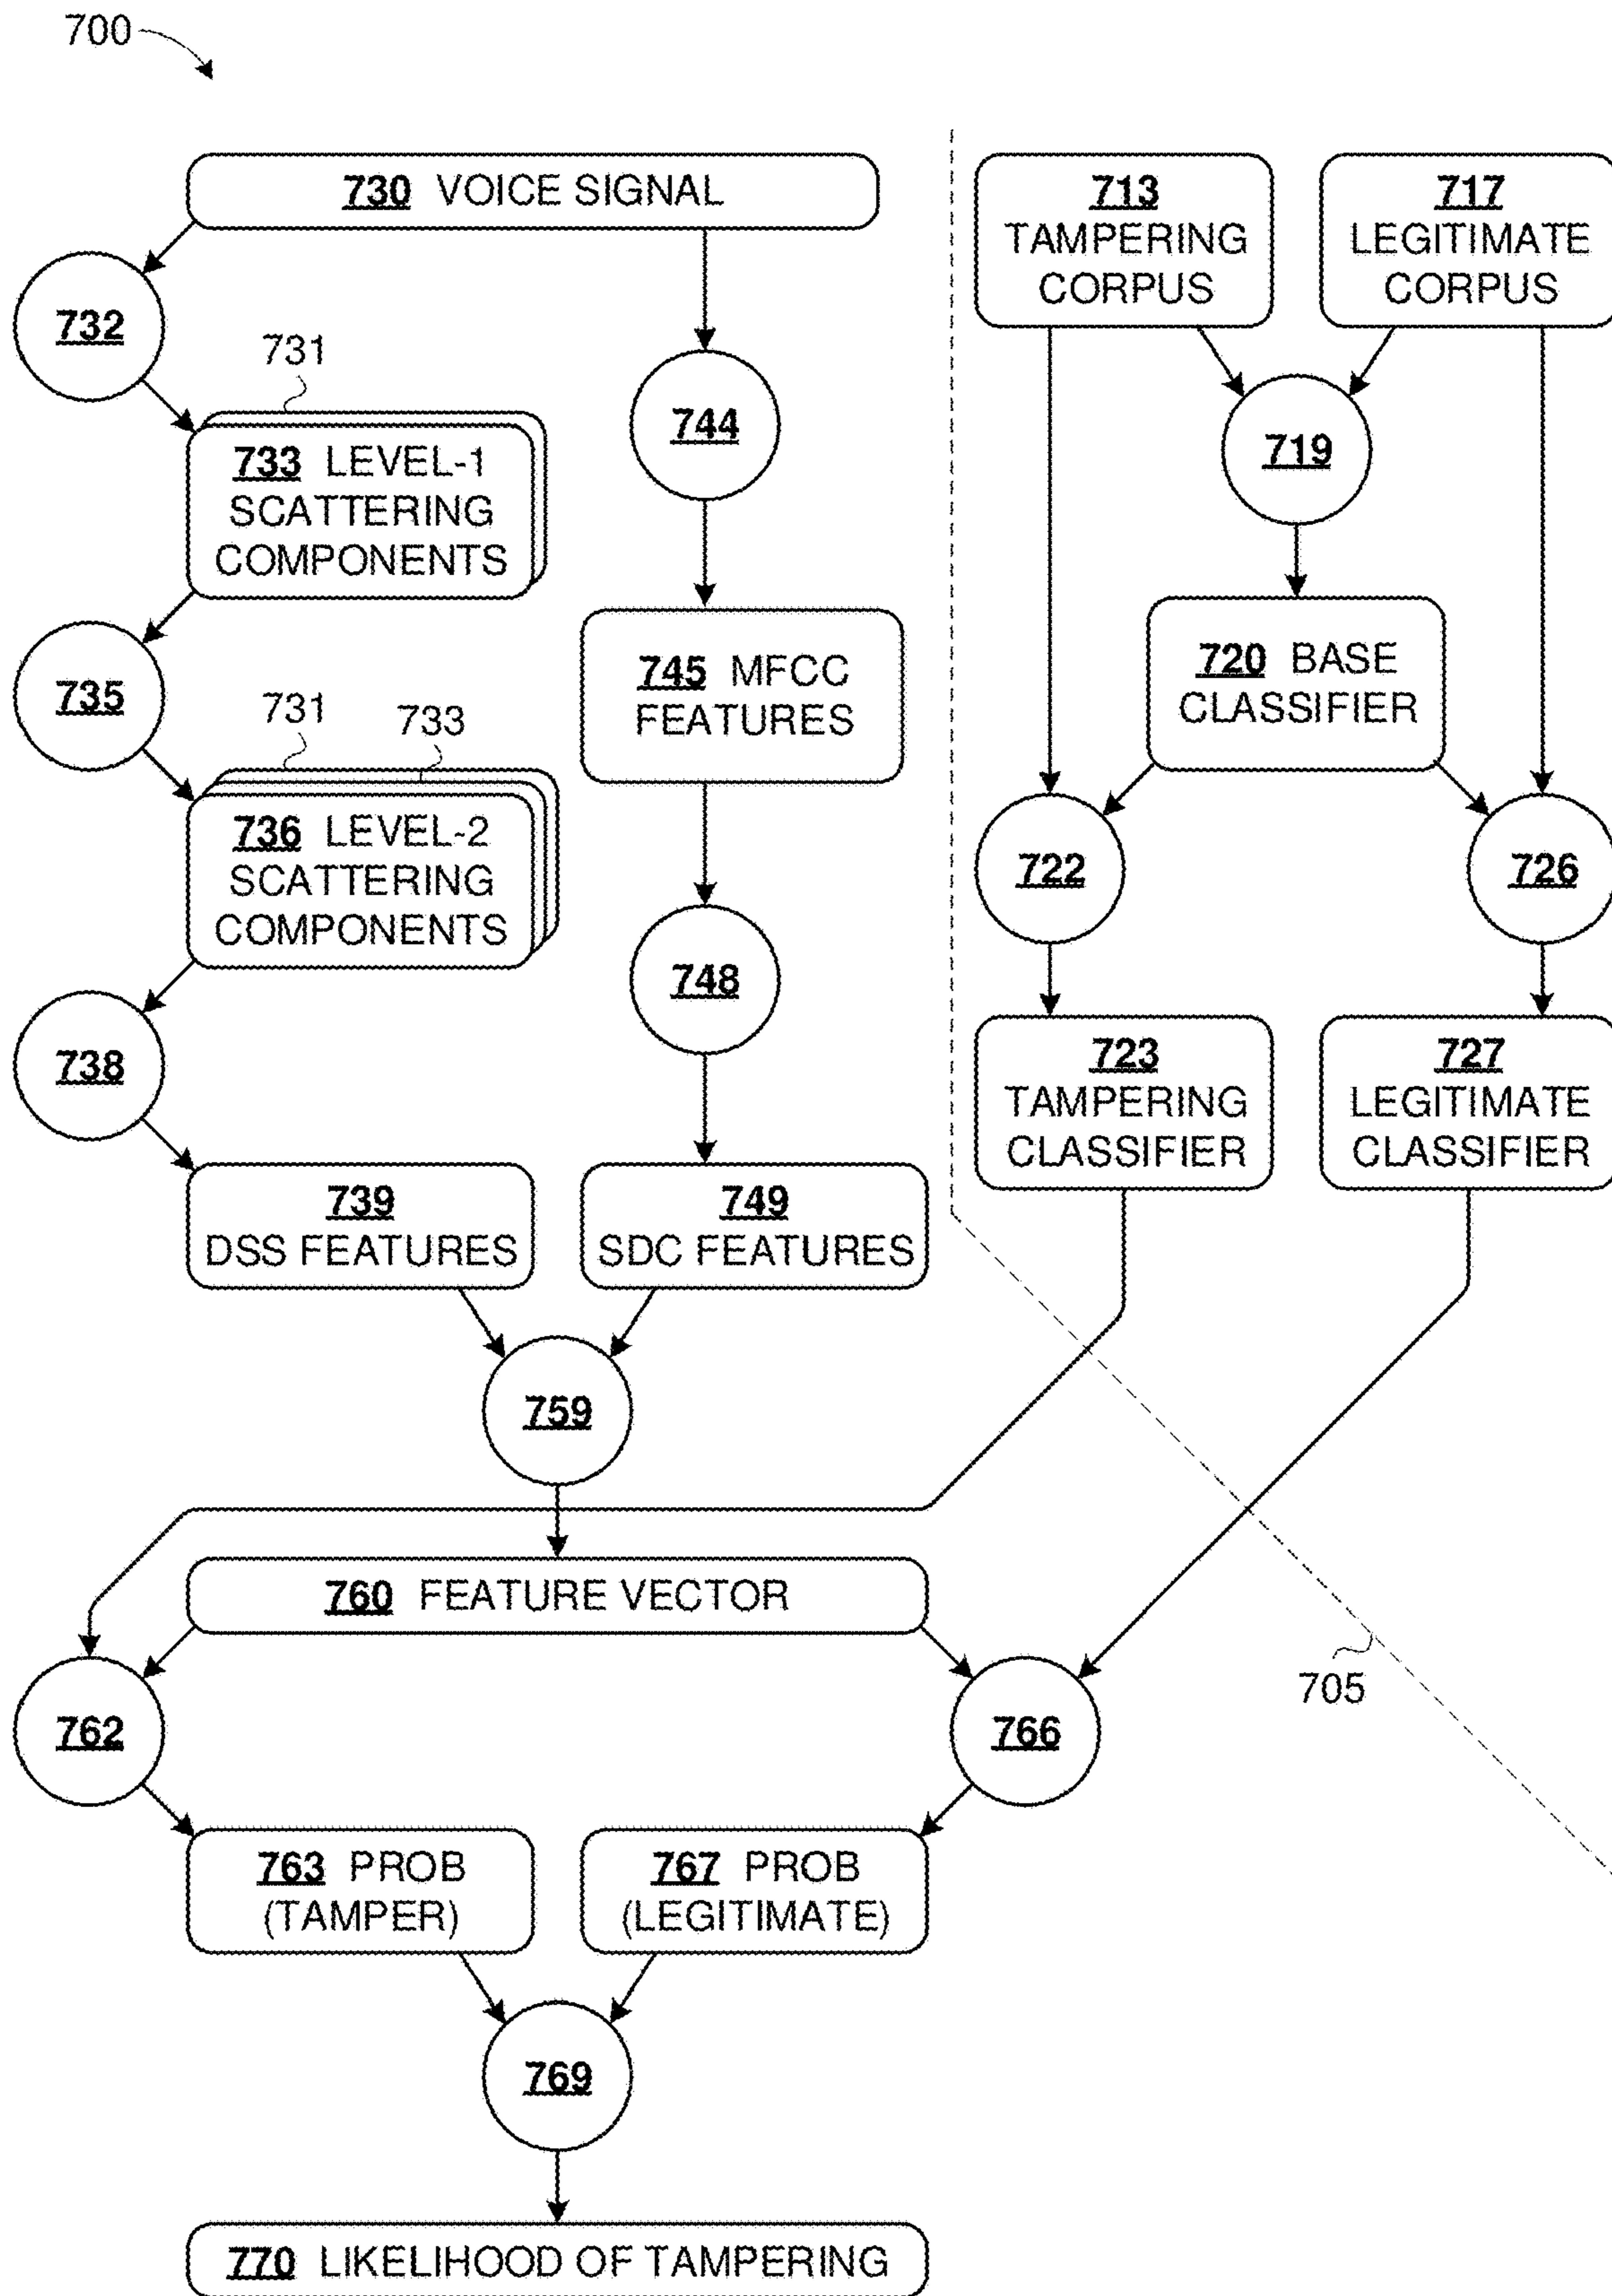 700
730 VOICE SIGNAL
732
731
733 LEVEL-1
SCATTERING
COMPONENTS
735
731
733
736 LEVEL-2
SCATTERING
COMPONENTS
738
739
DSS FEATURES
744
745 MFCC
FEATURES
748
749
SDC FEATURES
759
713
TAMPERING
CORPUS
717
LEGITIMATE
CORPUS
719
720 BASE
CLASSIFIER
722
726
723
TAMPERING
CLASSIFIER
727
LEGITIMATE
CLASSIFIER
705
760 FEATURE VECTOR
762
766
763 PROB
(TAMPER)
767 PROB
(LEGITIMATE)
769
770 LIKELIHOOD OF TAMPERING